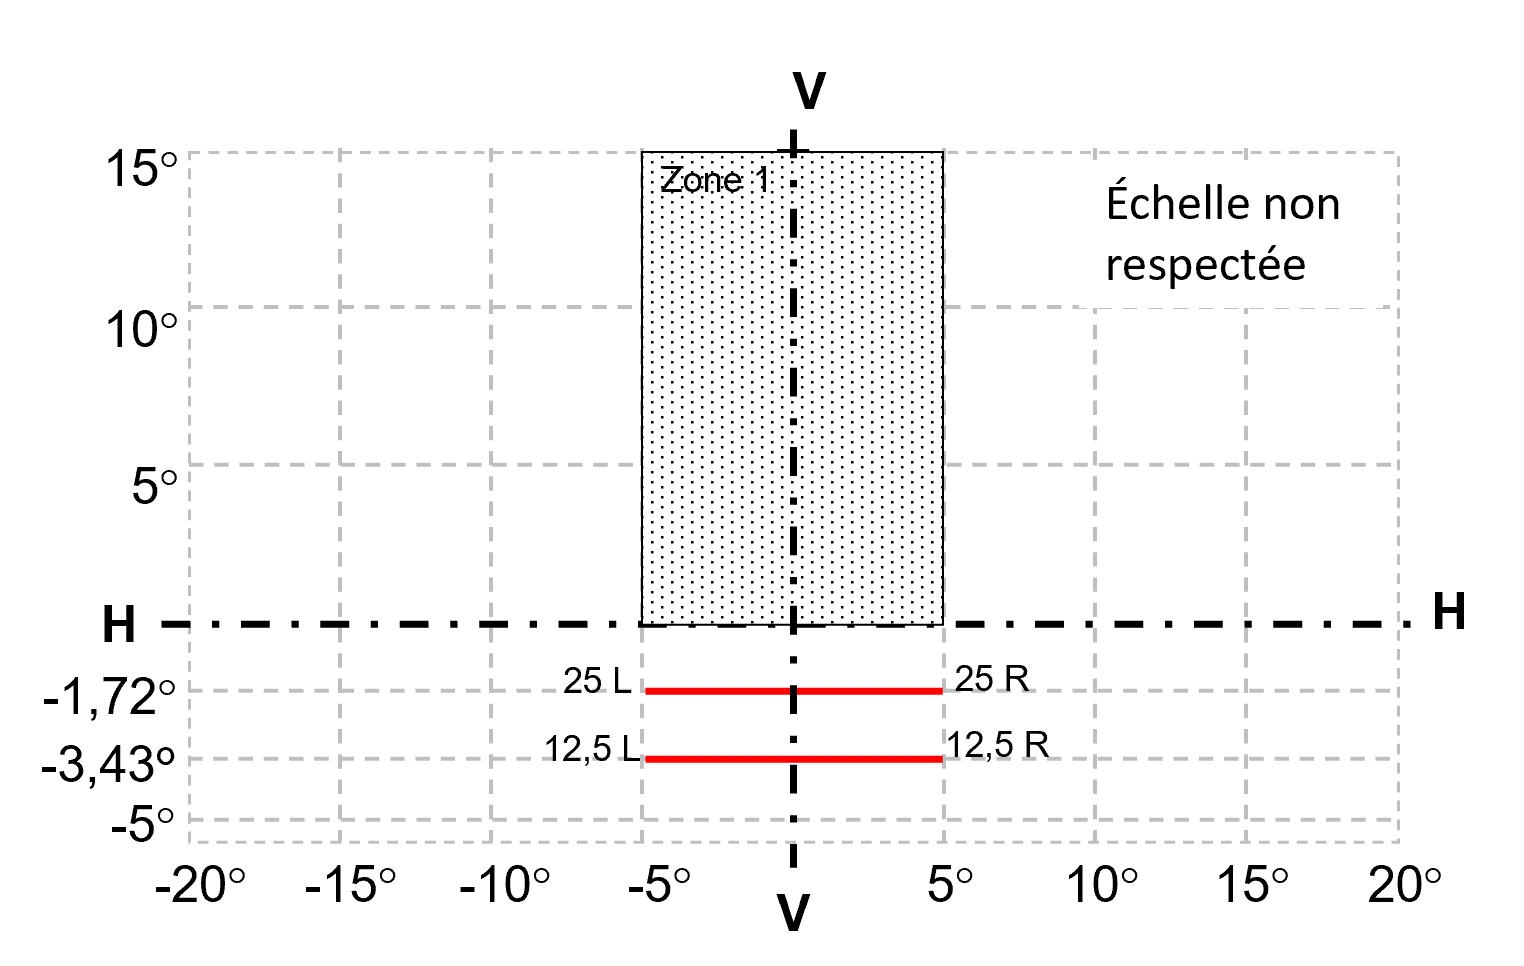 V
15°
Zone 1
Échelle non
respectée
10°
5°
H
H
25 L
25 R
-1,72°
12,5 L
12,5 R
-3,43°
-5°
-20°
-15°
-10°
-5°
5°
10°
15°
20°
V